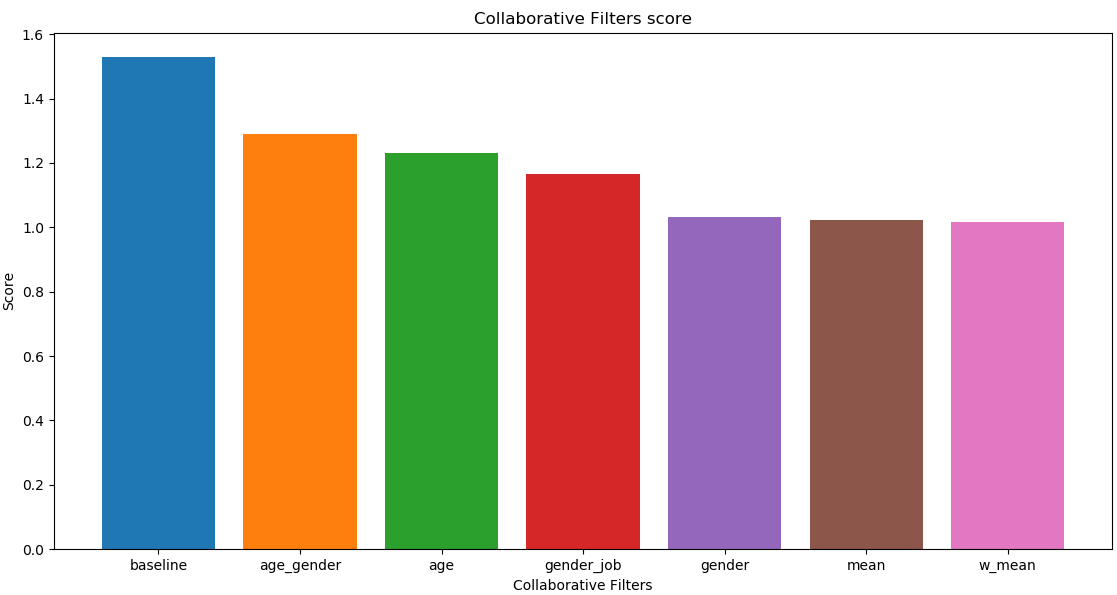 Collaborative Filters score
1.6
1.4
1.2
1.0
0.8
0.6
0.4
0.2
0.0
Score
baseline age_gender age gender_job gender mean w_mean
Collaborative Filters